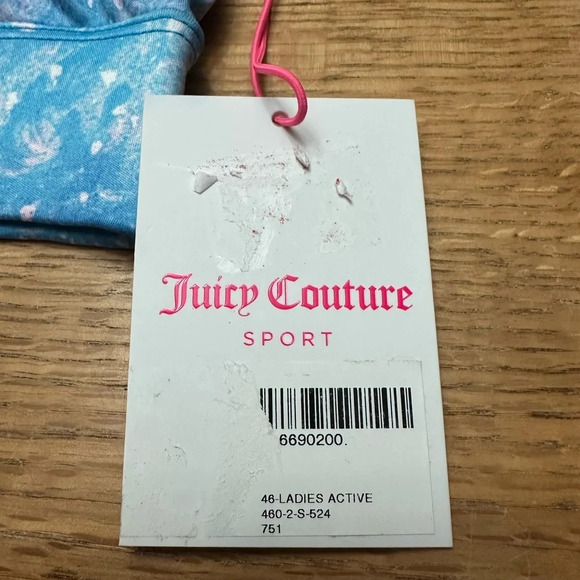 Juicy Couture
SPORT
6690200.
46-LADIES ACTIVE
460-2-S-524
751